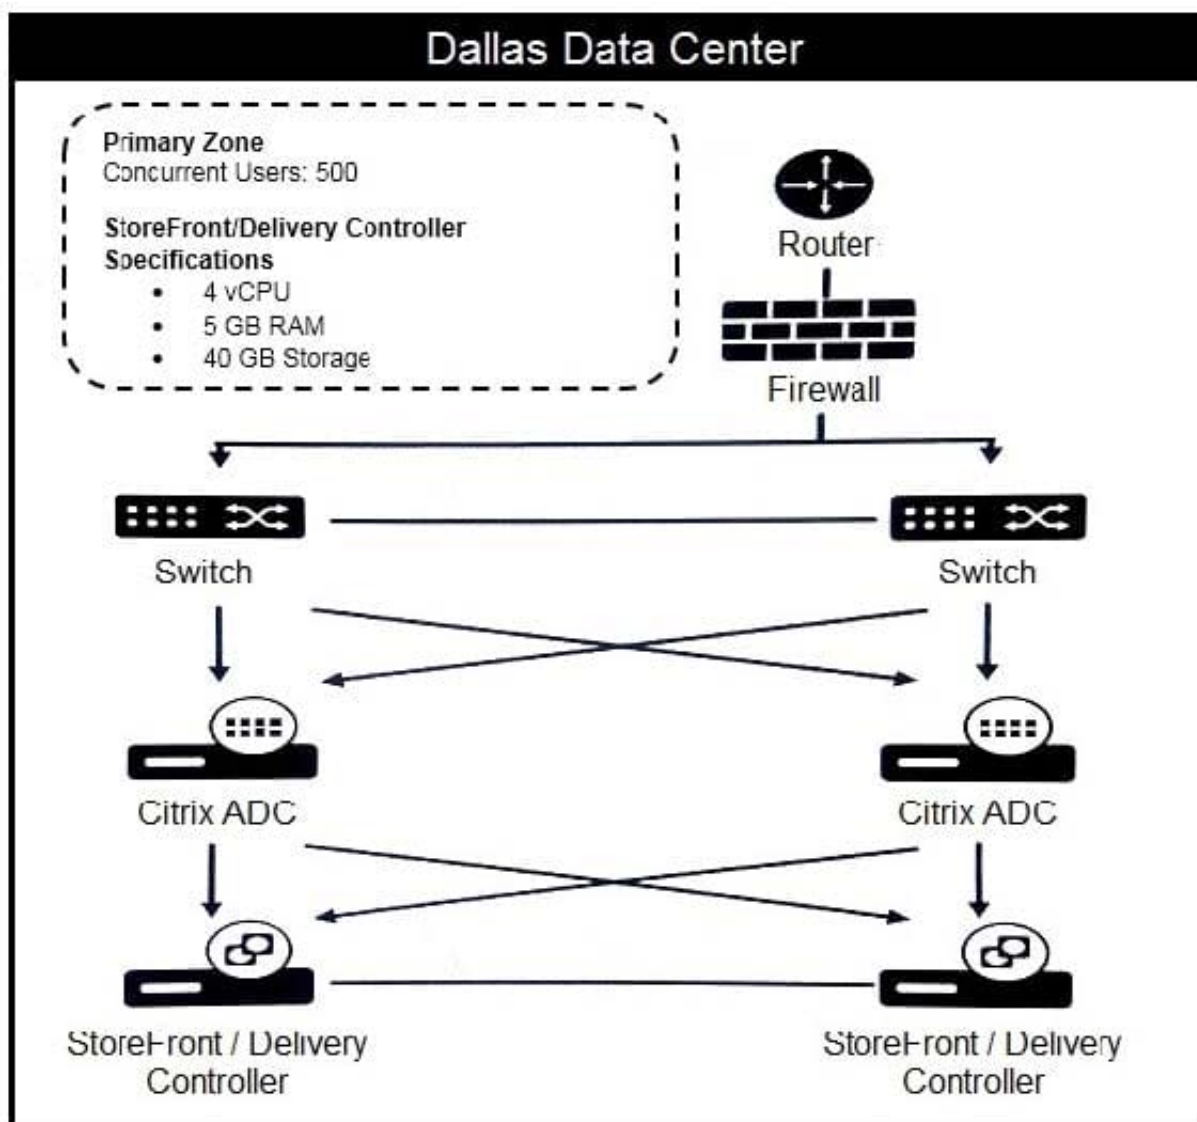 Dallas Data Center
Primary Zone
Concurrent Users: 500
StoreFront/Delivery Controller
Specifications
• 4 vCPU
• 5 GB RAM
• 40 GB Storage
Router
Firewall
Switch
Switch
Citrix ADC
Citrix ADC
StoreFront / Delivery
Controller
StoreFront / Delivery
Controller